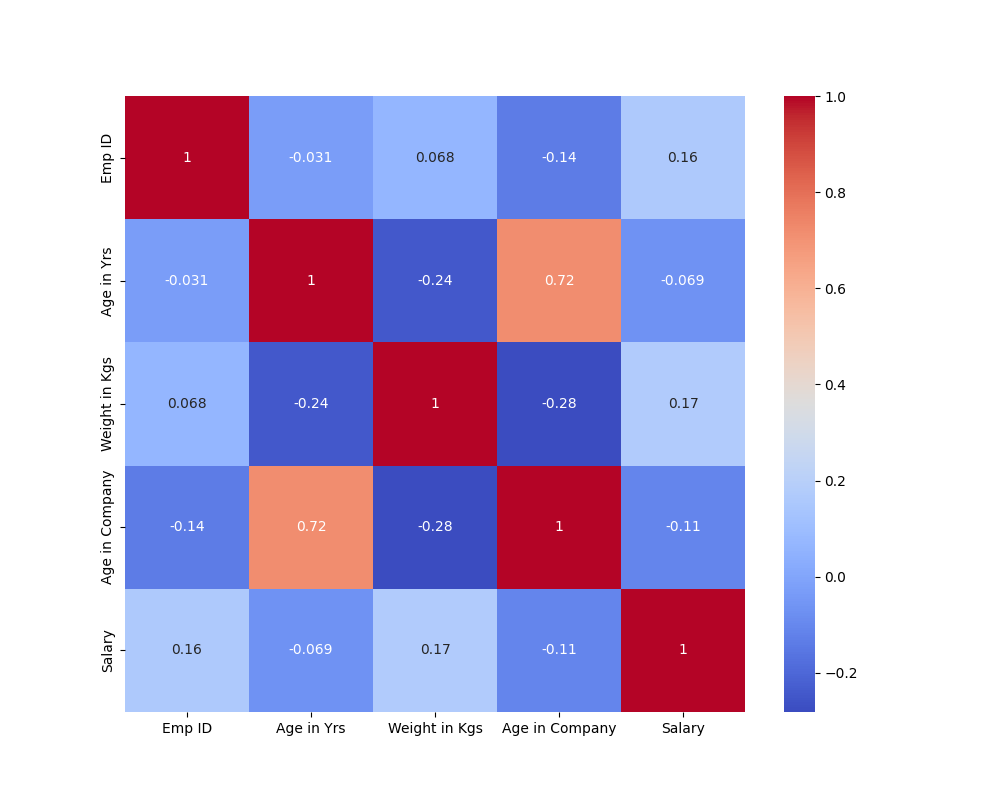 Emp ID 1 -0.031 0.068 -0.14 0.16
Age in Yrs -0.031 1 -0.24 0.72 -0.069
Weight in Kgs 0.068 -0.24 1 -0.28 0.17
Age in Company -0.14 0.72 -0.28 1 -0.11
Salary 0.16 -0.069 0.17 -0.11 1
Emp ID Age in Yrs Weight in Kgs Age in Company Salary
1.0
0.8
0.6
0.4
0.2
0.0
−0.2